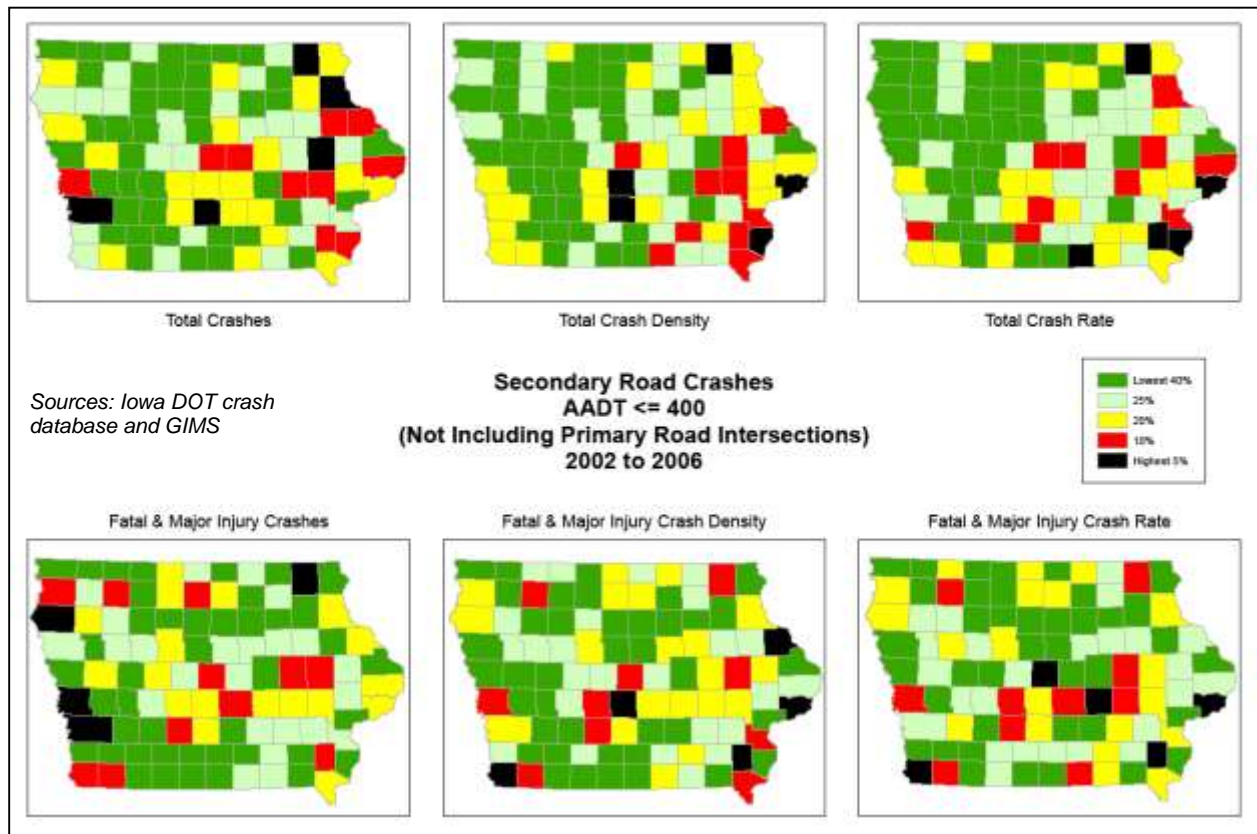 Total Crashes
Total Crash Density
Total Crash Rate
Sources: Iowa DOT crash
database and GIMS
Secondary Road Crashes
AADT <= 400
(Not Including Primary Road Intersections)
2002 to 2006
Lowest 40%
25%
20%
10%
Highest 5%
Fatal & Major Injury Crashes
Fatal & Major Injury Crash Density
Fatal & Major Injury Crash Rate